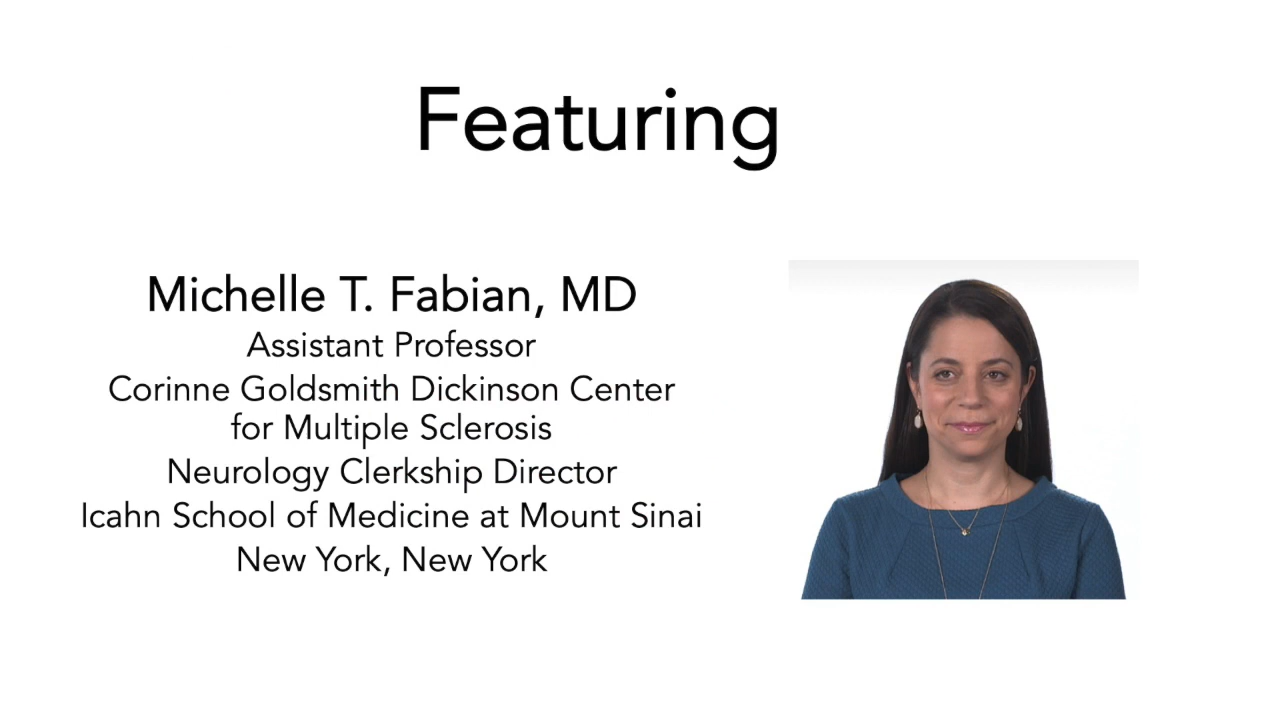 Featuring
Michelle T. Fabian, MD
Assistant Professor
Corinne Goldsmith Dickinson Center
for Multiple Sclerosis
Neurology Clerkship Director
Icahn School of Medicine at Mount Sinai
New York, New York